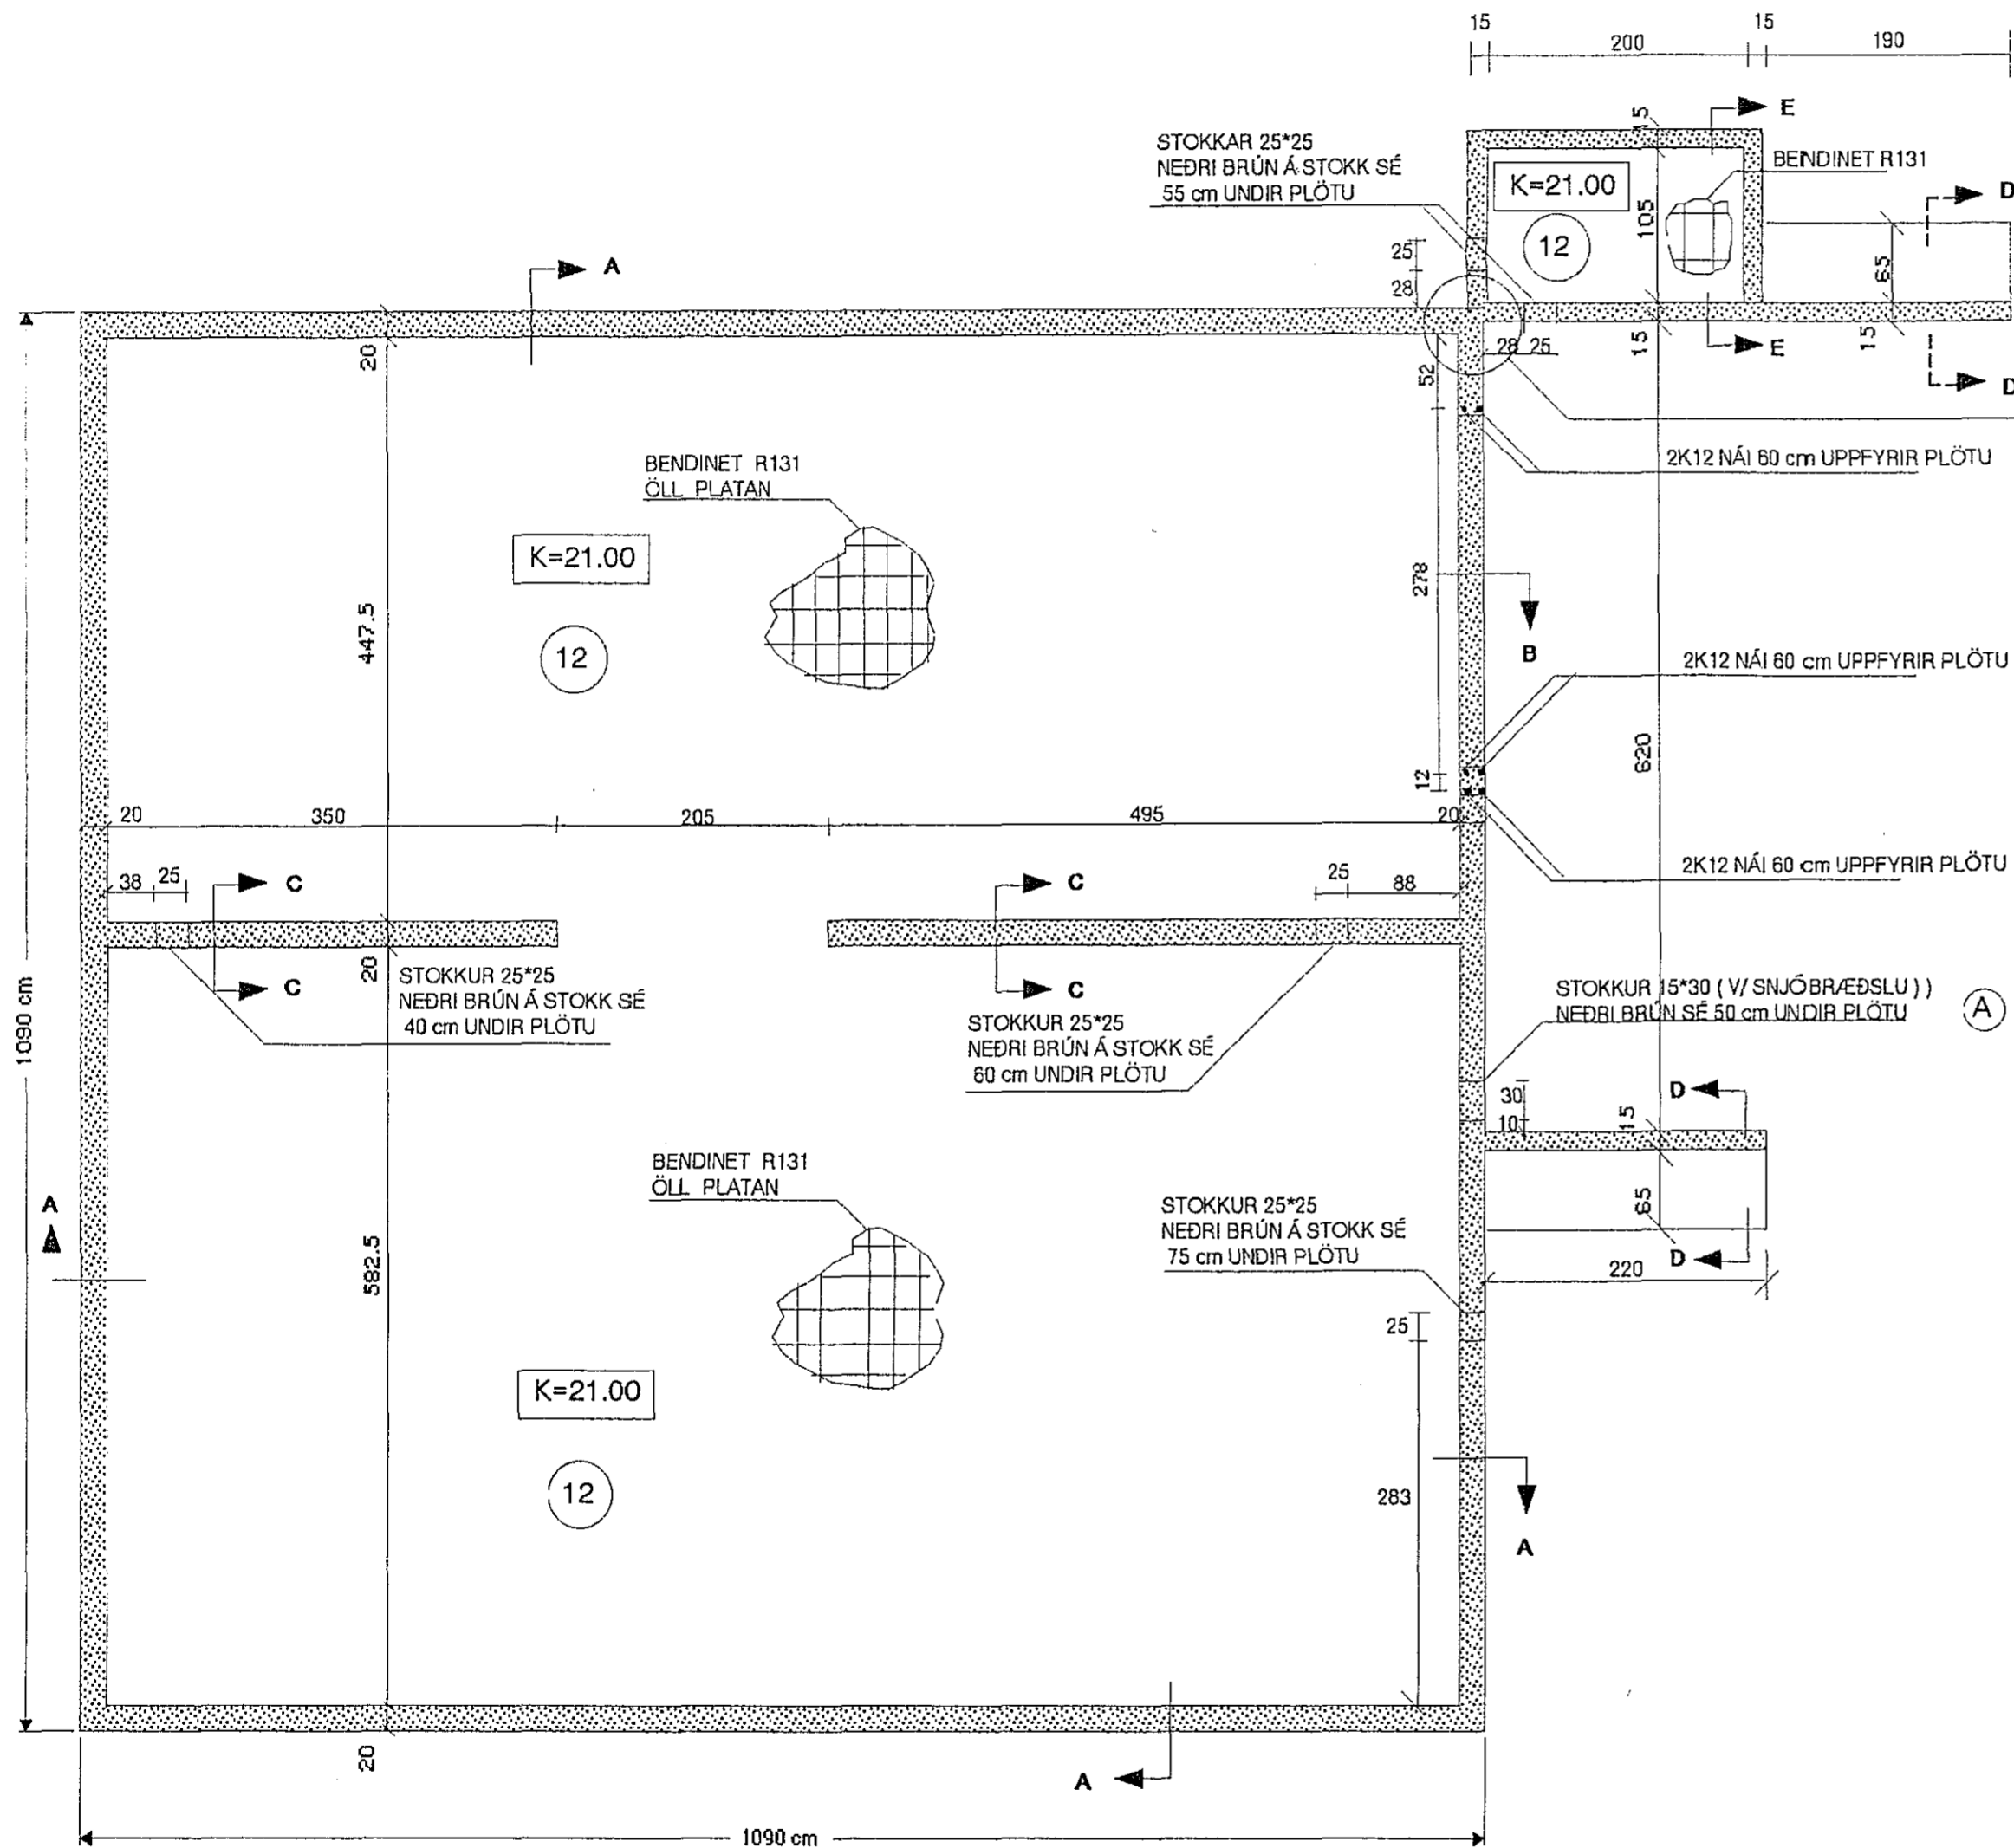 15
200
15
190
15
E
STOKKAR 25*25
NEÐRI BRÚN Á STOKK SÉ
55 cm UNDIR PLÖTU
BENDINET R131
K=21.00
105
12
D
65
25
28
A
15
E
15
D
28 25
20
52
2K12 NÁI 60 cm UPPFYRIR PLÖTU
BENDINET R131
ÖLL PLATAN
K=21.00
278
447.5
12
B
2K12 NÁI 60 cm UPPFYRIR PLÖTU
620
12
20
350
205
495
20
2K12 NÁI 60 cm UPPFYRIR PLÖTU
38
25
C
C
25
88
20
C
C
STOKKUR 25*25
NEÐRI BRÚN Á STOKK SÉ
40 cm UNDIR PLÖTU
STOKKUR 25*25
NEÐRI BRÚN Á STOKK SÉ
60 cm UNDIR PLÖTU
STOKKUR 15*30 ( V/ SNJÓBRÆÐSLU ) )
NEÐRI BRÚN SÉ 50 cm UNDIR PLÖTU
A
1090 cm
30
10
15
D
BENDINET R131
ÖLL PLATAN
A
STOKKUR 25*25
NEÐRI BRÚN Á STOKK SÉ
75 cm UNDIR PLÖTU
65
D
220
582.5
25
K=21.00
12
283
A
20
A
1090 cm